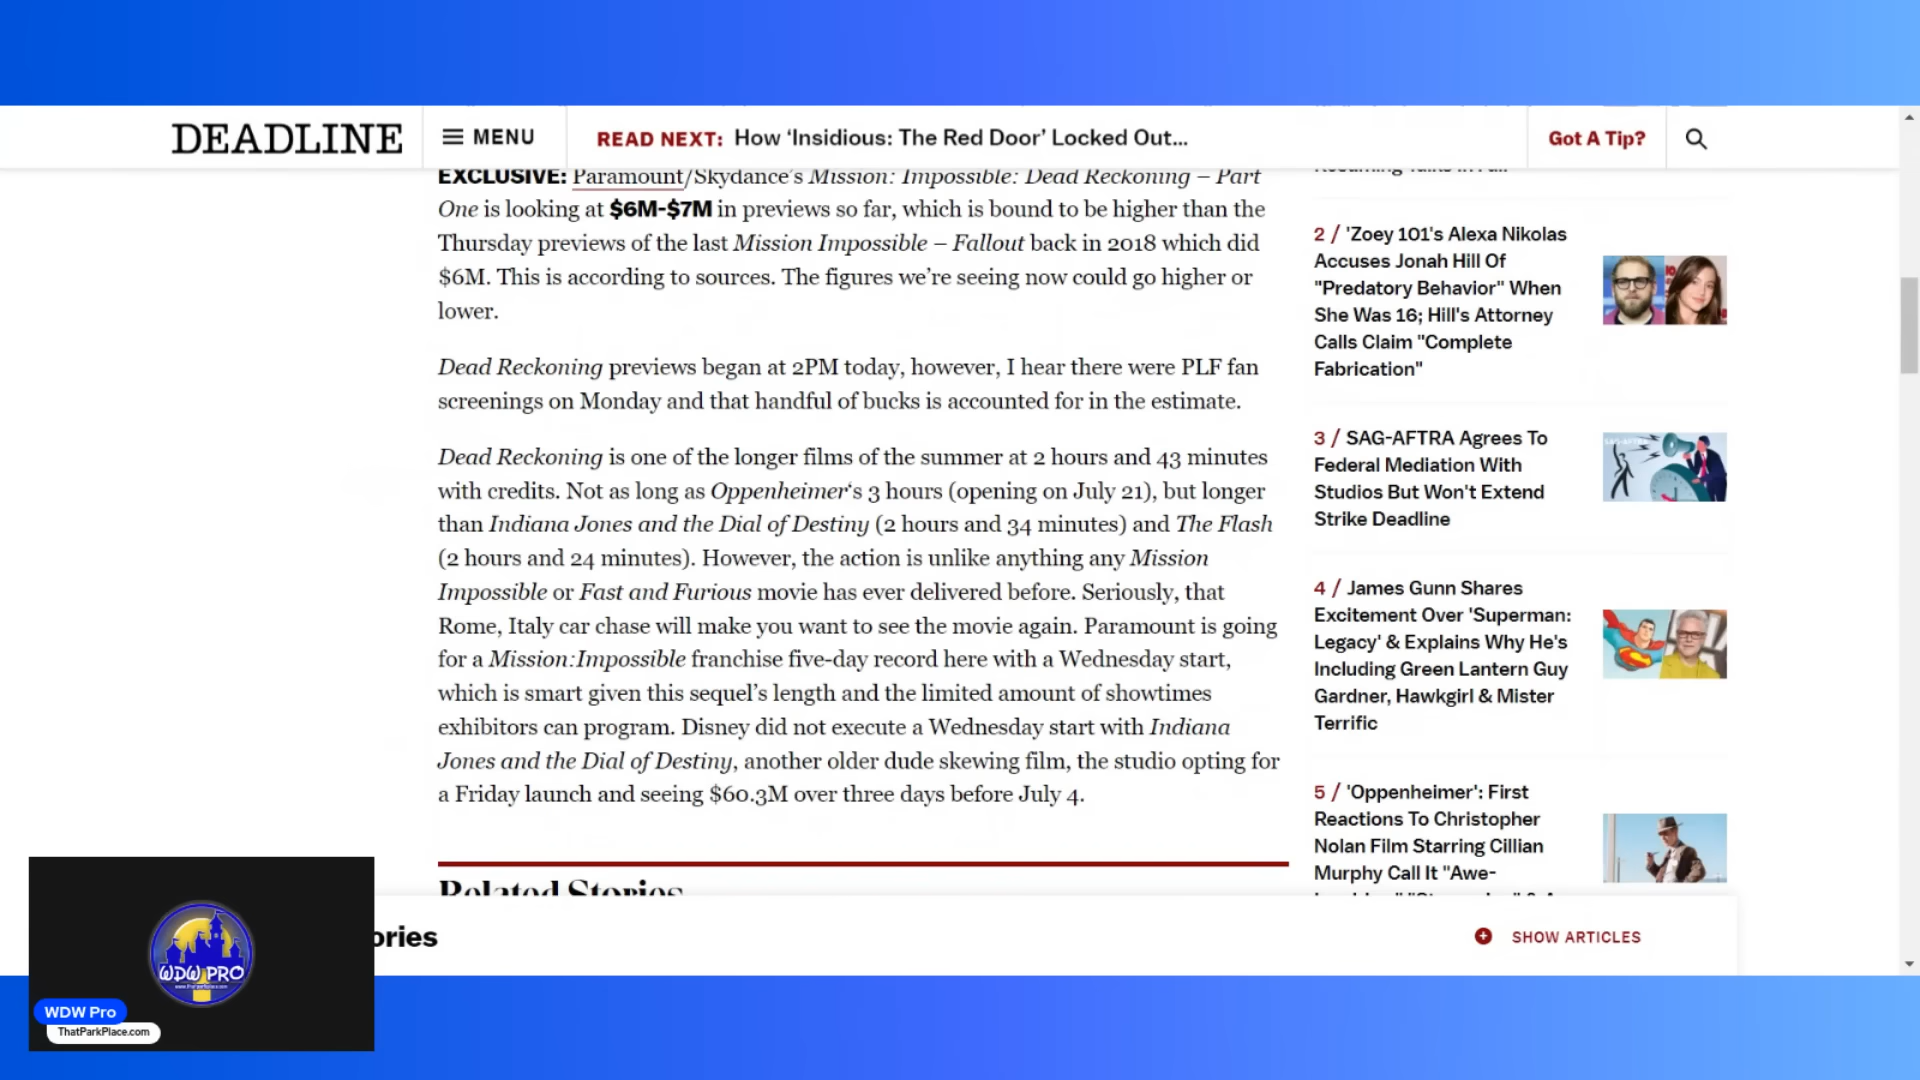 DEADLINE
MENU
READ NEXT: How ‘Insidious: The Red Door’ Locked Out...
Got A Tip?
EXCLUSIVE: Paramount/Skydance’s Mission: Impossible: Dead Reckoning – Part
One is looking at $6M-$7M in previews so far, which is bound to be higher than the
Thursday previews of the last Mission Impossible – Fallout back in 2018 which did
$6M. This is according to sources. The figures we’re seeing now could go higher or
lower.
Dead Reckoning previews began at 2PM today, however, I hear there were PLF fan
screenings on Monday and that handful of bucks is accounted for in the estimate.
Dead Reckoning is one of the longer films of the summer at 2 hours and 43 minutes
with credits. Not as long as Oppenheimer‘s 3 hours (opening on July 21), but longer
than Indiana Jones and the Dial of Destiny (2 hours and 34 minutes) and The Flash
(2 hours and 24 minutes). However, the action is unlike anything any Mission
Impossible or Fast and Furious movie has ever delivered before. Seriously, that
Rome, Italy car chase will make you want to see the movie again. Paramount is going
for a Mission:Impossible franchise five-day record here with a Wednesday start,
which is smart given this sequel’s length and the limited amount of showtimes
exhibitors can program. Disney did not execute a Wednesday start with Indiana
Jones and the Dial of Destiny, another older dude skewing film, the studio opting for
a Friday launch and seeing $60.3M over three days before July 4.
Related Stories
2 / 'Zoey 101's Alexa Nikolas
Accuses Jonah Hill Of
"Predatory Behavior" When
She Was 16; Hill's Attorney
Calls Claim "Complete
Fabrication"
3 / SAG-AFTRA Agrees To
Federal Mediation With
Studios But Won't Extend
Strike Deadline
4 / James Gunn Shares
Excitement Over 'Superman:
Legacy' & Explains Why He's
Including Green Lantern Guy
Gardner, Hawkgirl & Mister
Terrific
5 / 'Oppenheimer': First
Reactions To Christopher
Nolan Film Starring Cillian
Murphy Call It "Awe-
ories
SHOW ARTICLES
WDW PRO
WDW Pro
ThatParkPlace.com